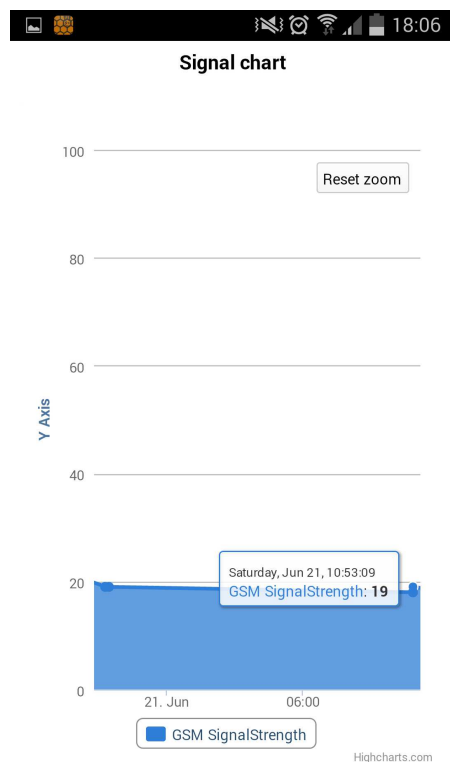 18:06
Signal chart
100
Reset zoom
80
60
Y Axis
40
Saturday, Jun 21, 10:53:09
20
GSM SignalStrength: 19
0
21. Jun
06:00
GSM SignalStrength
Highcharts.com